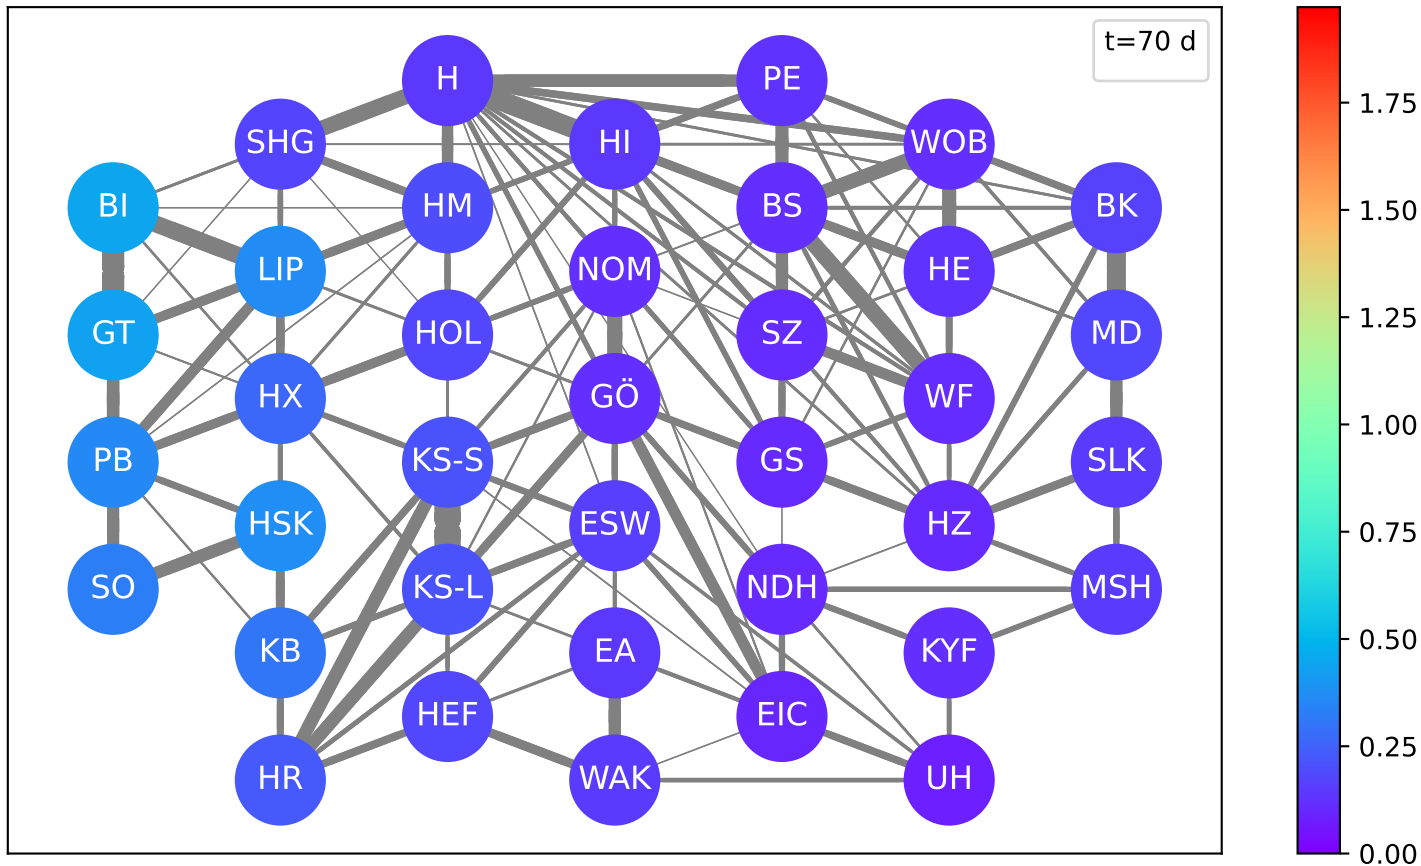 t=70 d
H
PE
SHG
HI
WOB
BI
HM
BS
BK
LIP
NOM
HE
GT
HOL
SZ
MD
HX
GÖ
WF
PB
KS-S
GS
SLK
HSK
ESW
HZ
SO
KS-L
NDH
MSH
KB
EA
KYF
HEF
EIC
HR
WAK
UH
1.75
1.50
1.25
1.00
0.75
0.50
0.25
0.00